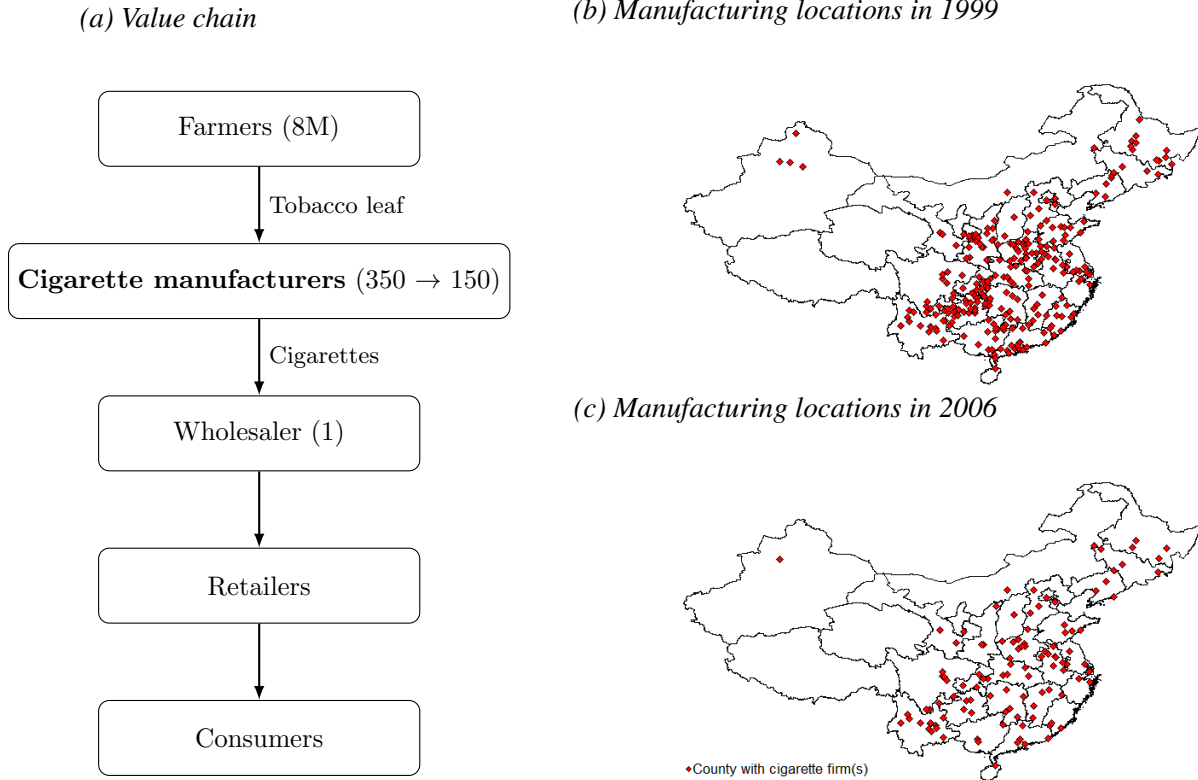 (a) Value chain
Farmers (8M)
Tobacco leaf
Cigarette manufacturers (350 → 150)
Cigarettes
Wholesaler (1)
Retailers
Consumers
(b) Manufacturing locations in 1999
(c) Manufacturing locations in 2006
County with cigarette firm(s)